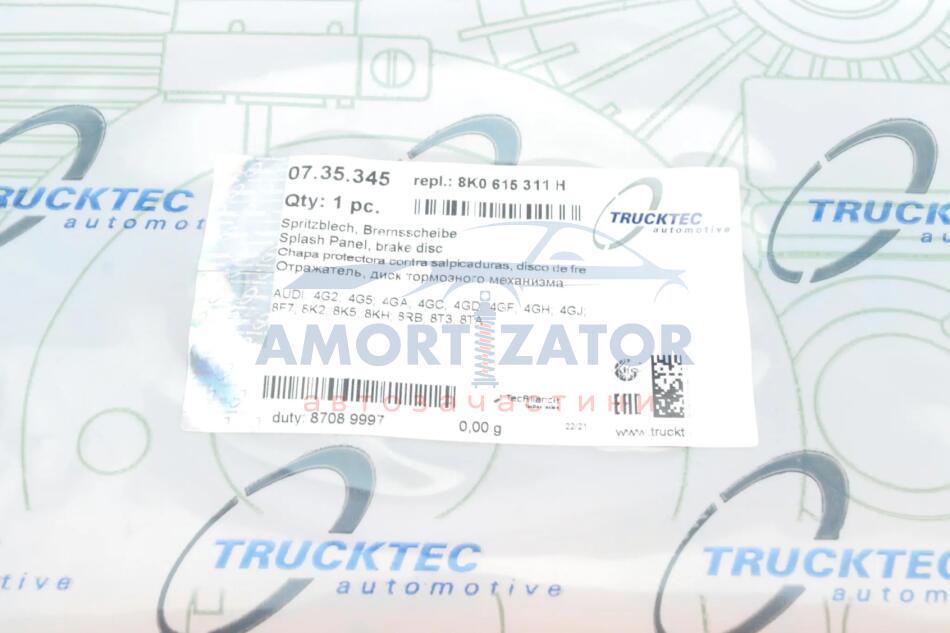 TRUCKTEC
automotive
TRUCKTEC
automotive
07.35.345 repl.: 8K0 615 311 H
Qty: 1 pc.
TRUCKTEC
automotive
Spritzblech, Bremsscheibe
Splash Panel, brake disc
Chapa protectora contra salpicaduras, disco de fre
Отражатель, диск тормозного механизма
AUDI: 4G2; 4G5; 4GA; 4GC; 4GD; 4GF; 4GH; 4GJ;
8F7; 8K2; 8K5; 8KH; 8RB; 8T3; 8TA
AMORTIZATOR
автозапчастини
TecAlliance
EAC
duty: 8708 9997 0,00 g 22/21 www.truckt
TRUCKTEC
automotive
TRUCKTEC
automotive
omotive